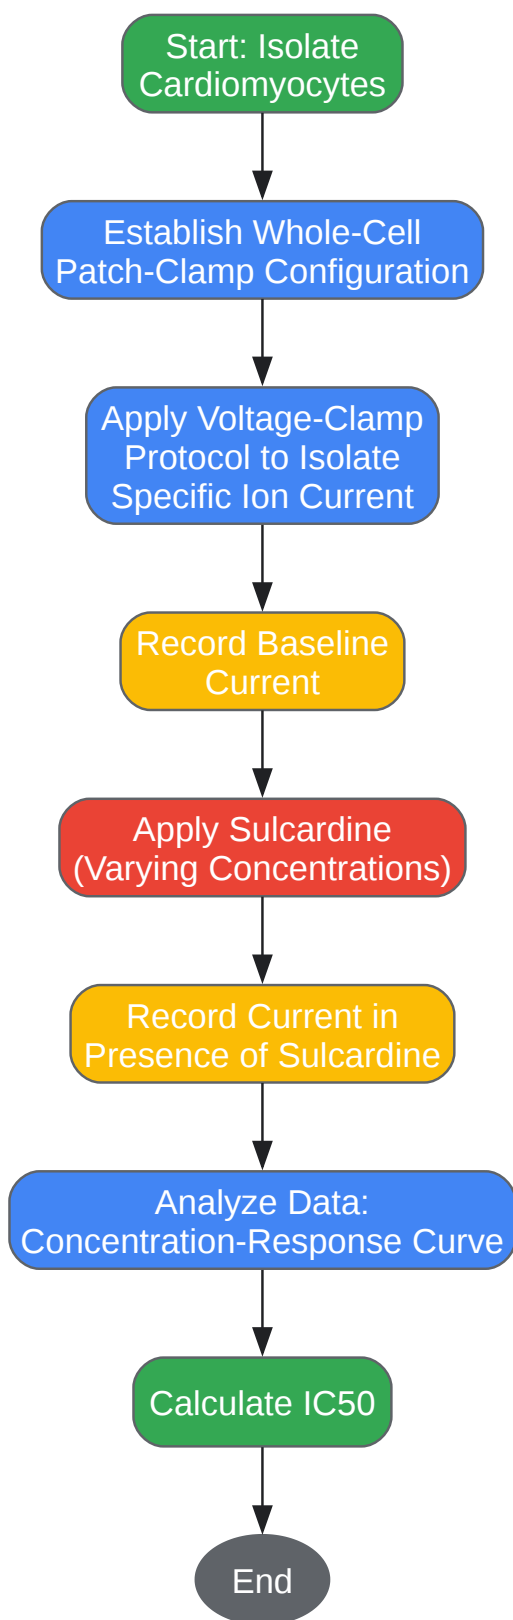 Start: Isolate
Cardiomyocytes
Establish Whole-Cell
Patch-Clamp Configuration
Apply Voltage-Clamp
Protocol to Isolate
Specific Ion Current
Record Baseline
Current
Apply Sulcardine
(Varying Concentrations)
Record Current in
Presence of Sulcardine
Analyze Data:
Concentration-Response Curve
Calculate IC50
End